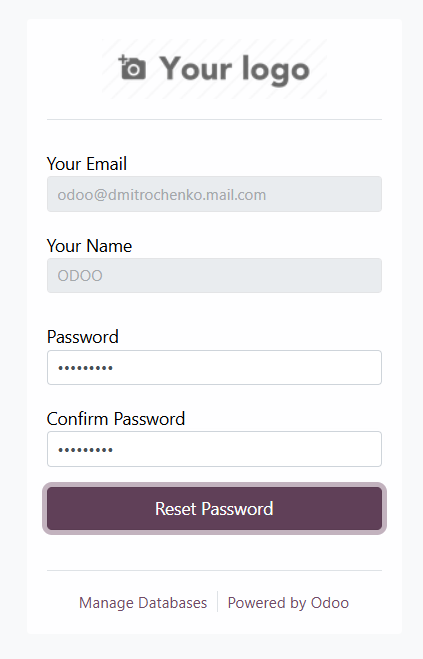 Your logo
Your Email
odoo@dmitrochenko.mail.com
Your Name
ODOO
Password
•••••••••
Confirm Password
•••••••••
Reset Password
Manage Databases | Powered by Odoo